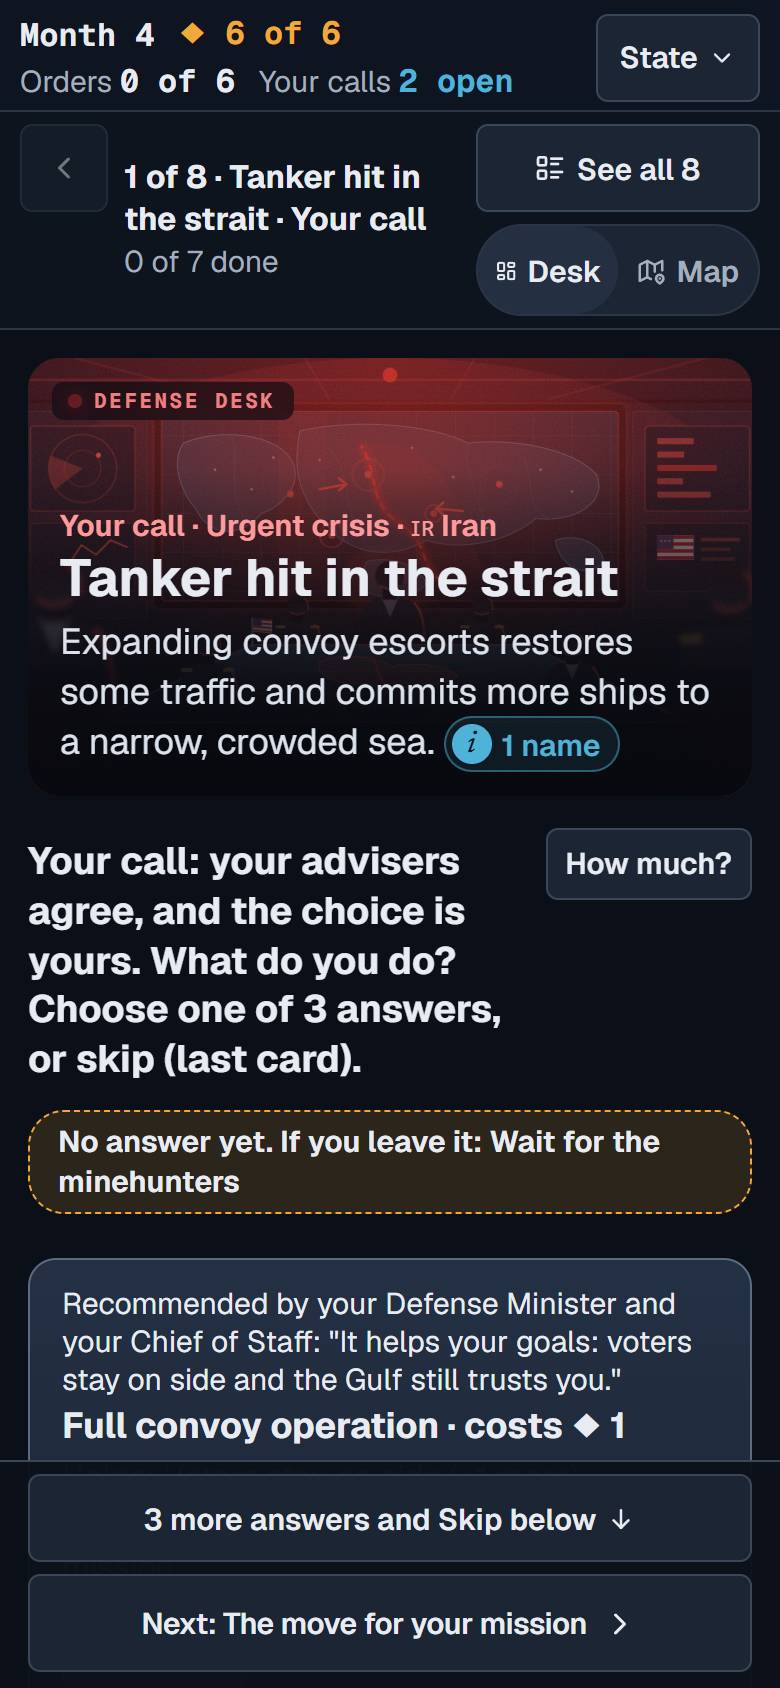 Month 4 ◆ 6 of 6
Orders 0 of 6 Your calls 2 open
State
1 of 8 · Tanker hit in
the strait · Your call
0 of 7 done
See all 8
Desk
Map
DEFENSE DESK
Your call · Urgent crisis · IR Iran
Tanker hit in the strait
Expanding convoy escorts restores
some traffic and commits more ships to
a narrow, crowded sea. i 1 name
Your call: your advisers
agree, and the choice is
yours. What do you do?
Choose one of 3 answers,
or skip (last card).
How much?
No answer yet. If you leave it: Wait for the
minehunters
Recommended by your Defense Minister and
your Chief of Staff: "It helps your goals: voters
stay on side and the Gulf still trusts you."
Full convoy operation · costs ◆ 1
3 more answers and Skip below ↓
Next: The move for your mission